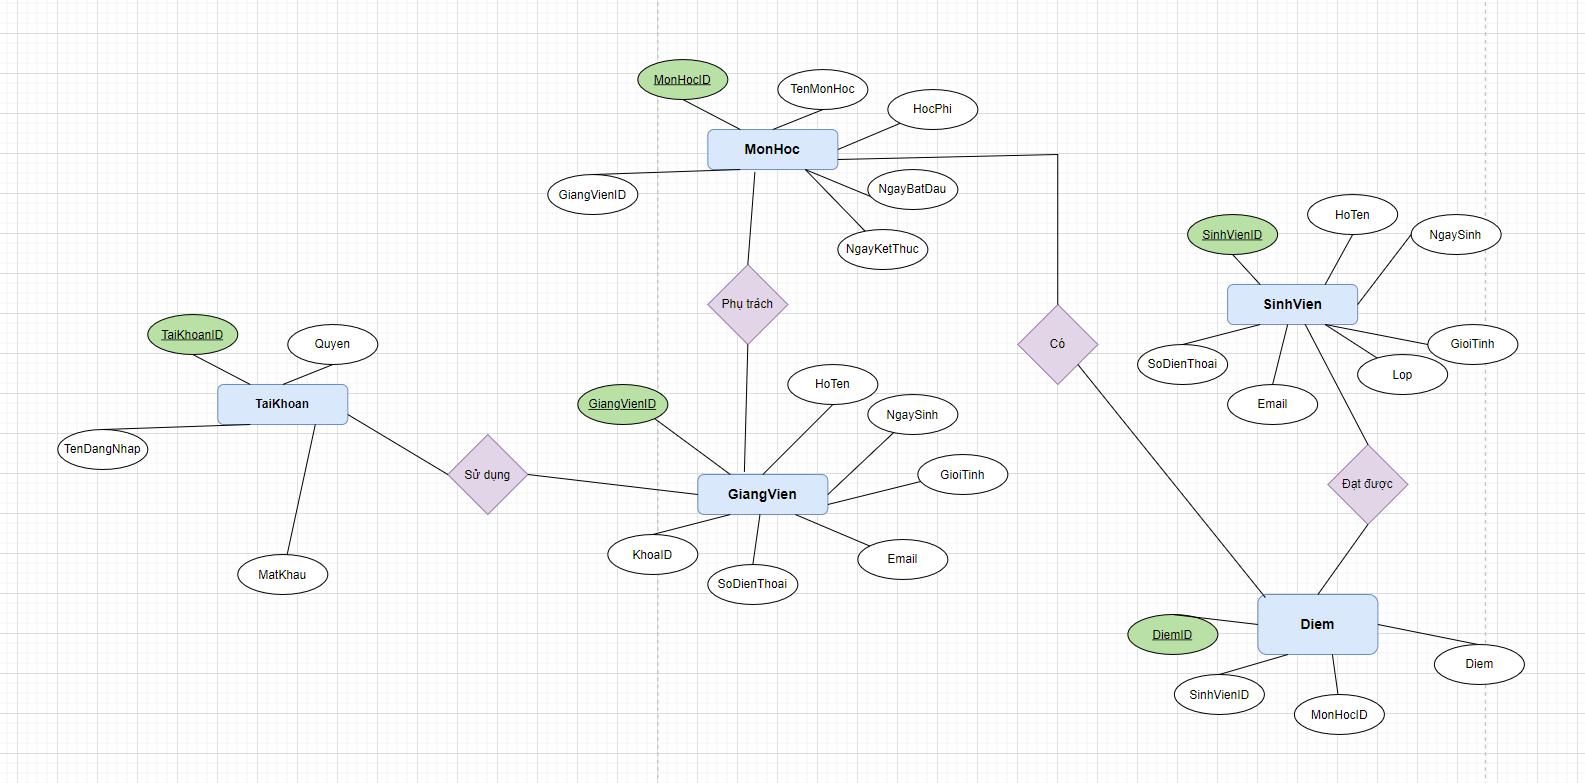 MonHocID
TenMonHoc
HocPhi
MonHoc
GiangVienID
NgayBatDau
NgayKetThuc
Phụ trách
Có
SinhVienID
HoTen
NgaySinh
SinhVien
SoDienThoai
Email
Lop
GioiTinh
Đạt được
TaiKhoanID
Quyen
TaiKhoan
TenDangNhap
MatKhau
Sử dụng
GiangVienID
HoTen
NgaySinh
GioiTinh
GiangVien
KhoaID
SoDienThoai
Email
Diem
DiemID
SinhVienID
MonHocID
Diem